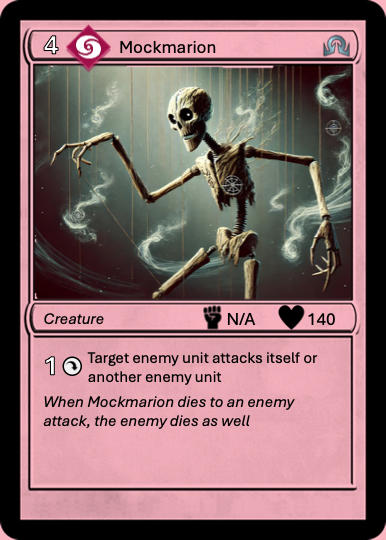 4 Mockmarion
Creature N/A 140
1 Target enemy unit attacks itself or
another enemy unit
When Mockmarion dies to an enemy
attack, the enemy dies as well